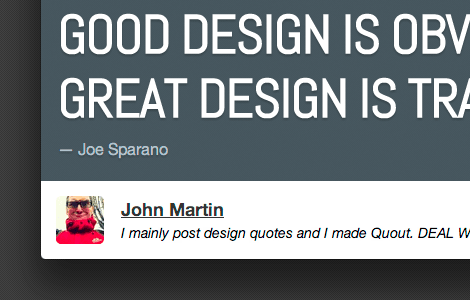 GOOD DESIGN IS OBV
GREAT DESIGN IS TRA
— Joe Sparano
John Martin
I mainly post design quotes and I made Quout. DEAL W